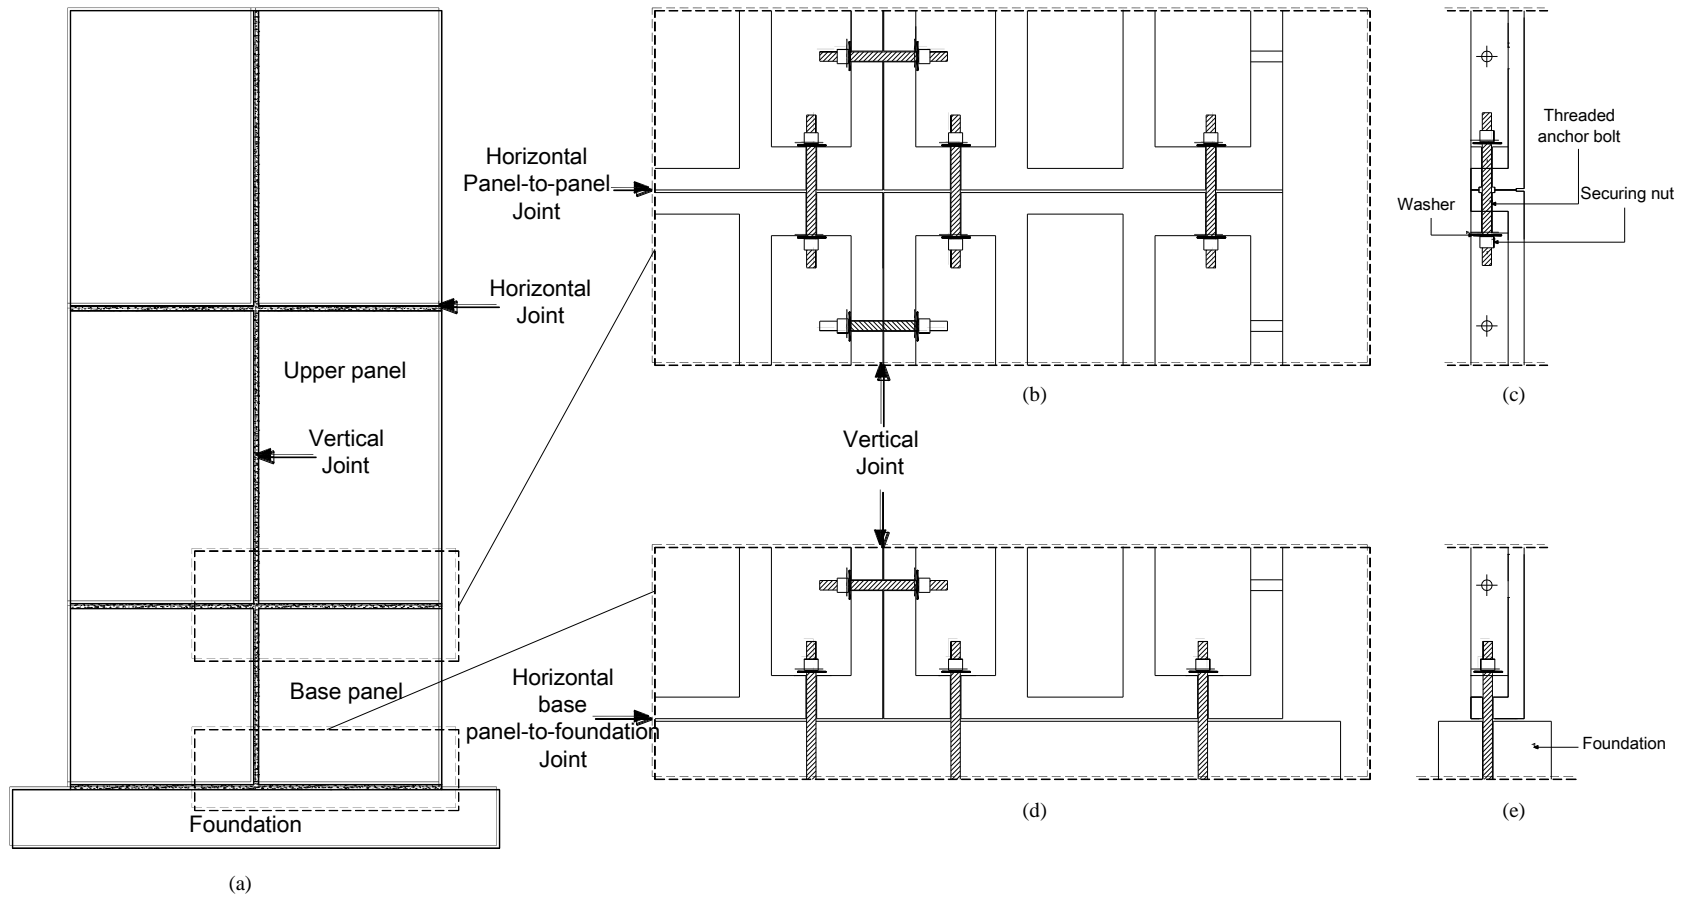 Horizontal
Joint
Upper panel
Vertical
Joint
Base panel
Foundation
(a)
Horizontal
Panel-to-panel
Joint
(b)
Threaded
anchor bolt
Washer
Securing nut
(c)
Vertical
Joint
Horizontal
base
panel-to-foundation
Joint
(d)
Foundation
(e)